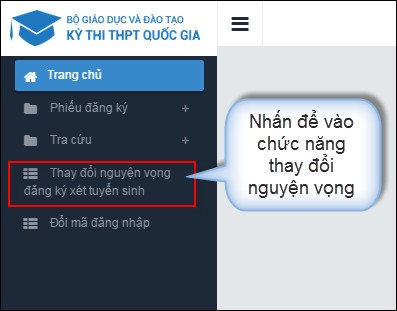 BỘ GIÁO DỤC VÀ ĐÀO TẠO
KỲ THI THPT QUỐC GIA
Trang chủ
Phiếu đăng ký +
Tra cứu +
Thay đổi nguyện vọng
đăng ký xét tuyển sinh
Đổi mã đăng nhập
Nhấn để vào
chức năng
thay đổi
nguyện vọng